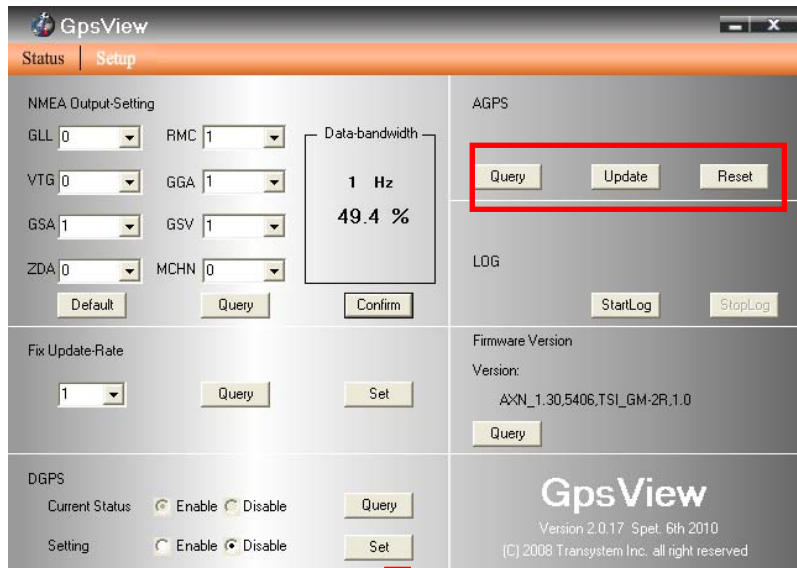 GpsView
Status | Setup
NMEA Output-Setting
GLL 0 RMC 1
VTG 0 GGA 1
GSA 1 GSV 1
ZDA 0 MCHN 0
Data-bandwidth
1 Hz
49.4 %
Default Query Confirm
AGPS
Query Update Reset
LOG
StartLog StopLog
Fix Update-Rate
1 Query Set
Firmware Version
Version:
AXN_1.30,5406,TSI_GM-2R,1.0
Query
DGPS
Current Status Enable Disable Query
Setting Enable Disable Set
GpsView
Version 2.0.17 Spet. 6th 2010
(C) 2008 Transystem Inc. all right reserved